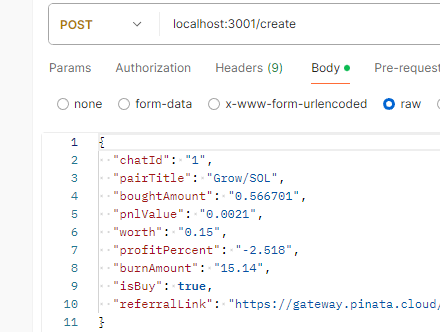 POST localhost:3001/create
Params Authorization Headers (9) Body Pre-request
none form-data x-www-form-urlencoded raw
1 {
2 "chatId": "1",
3 "pairTitle": "Grow/SOL",
4 "boughtAmount": "0.566701",
5 "pnlValue": "0.0021",
6 "worth": "0.15",
7 "profitPercent": "-2.518",
8 "burnAmount": "15.14",
9 "isBuy": true,
10 "referralLink": "https://gateway.pinata.cloud/
11 }